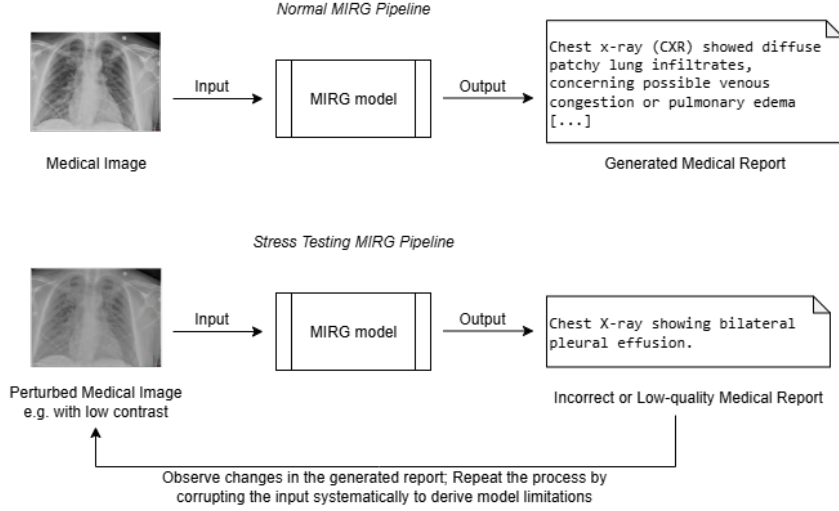 Normal MIRG Pipeline
Input
MIRG model
Output
Chest x-ray (CXR) showed diffuse
patchy lung infiltrates,
concerning possible venous
congestion or pulmonary edema
[...]
Medical Image
Generated Medical Report
Stress Testing MIRG Pipeline
Input
MIRG model
Output
Chest X-ray showing bilateral
pleural effusion.
Perturbed Medical Image
e.g. with low contrast
Incorrect or Low-quality Medical Report
Observe changes in the generated report; Repeat the process by
corrupting the input systematically to derive model limitations